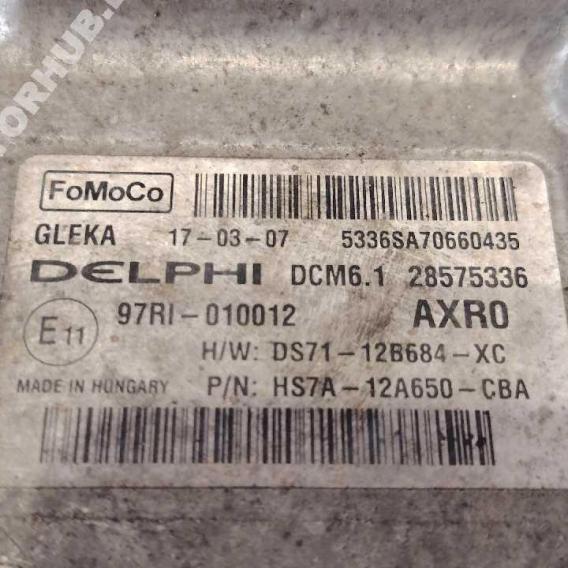 FoMoCo
GLEKA 17-03-07 5336SA70660435
DELPHI DCM6.1 28575336
E11 97RI-010012 AXRO
H/W: DS71-12B684-XC
MADE IN HUNGARY P/N: HS7A-12A650-CBA